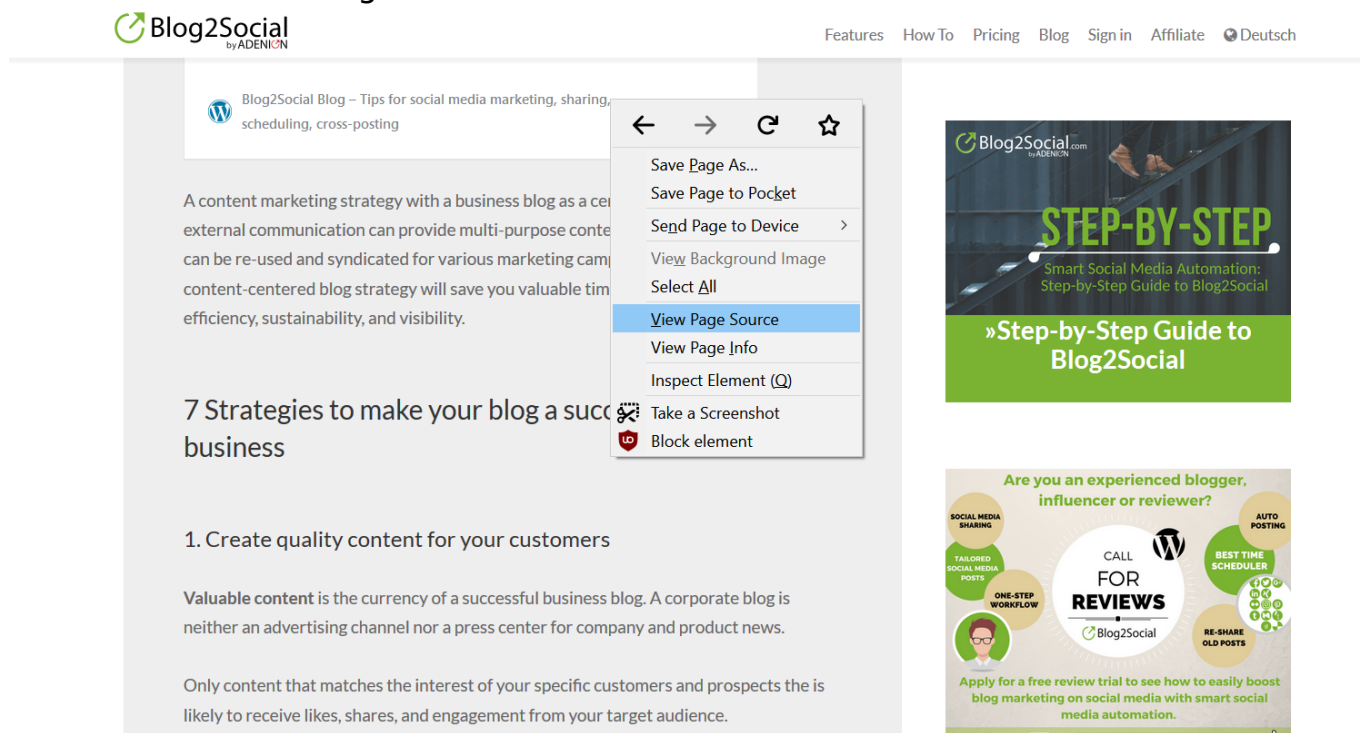 Blog2Social
by ADENION
Features How To Pricing Blog Sign in Affiliate Deutsch
Blog2Social Blog – Tips for social media marketing, sharing,
scheduling, cross-posting
A content marketing strategy with a business blog as a ce
external communication can provide multi-purpose conte
can be re-used and syndicated for various marketing cam
content-centered blog strategy will save you valuable tim
efficiency, sustainability, and visibility.
7 Strategies to make your blog a succ
business
1. Create quality content for your customers
Valuable content is the currency of a successful business blog. A corporate blog is
neither an advertising channel nor a press center for company and product news.
Only content that matches the interest of your specific customers and prospects the is
likely to receive likes, shares, and engagement from your target audience.
Save Page As...
Save Page to Pocket
Send Page to Device
View Background Image
Select All
View Page Source
View Page Info
Inspect Element (Q)
Take a Screenshot
Block element
Blog2Social.com
by ADENION
STEP-BY-STEP
Smart Social Media Automation:
Step-by-Step Guide to Blog2Social
»Step-by-Step Guide to
Blog2Social
Are you an experienced blogger,
influencer or reviewer?
SOCIAL MEDIA
SHARING
AUTO
POSTING
TAILORED
SOCIAL MEDIA
POSTS
CALL
FOR
REVIEWS
Blog2Social
BEST TIME
SCHEDULER
ONE-STEP
WORKFLOW
RE-SHARE
OLD POSTS
Apply for a free review trial to see how to easily boost
blog marketing on social media with smart social
media automation.